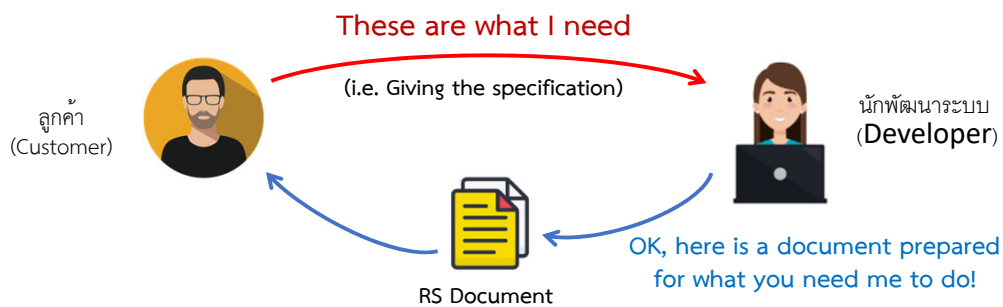 These are what I need
(i.e. Giving the specification)
ลูกค้า
(Customer)
นักพัฒนาระบบ
(Developer)
OK, here is a document prepared
for what you need me to do!
RS Document